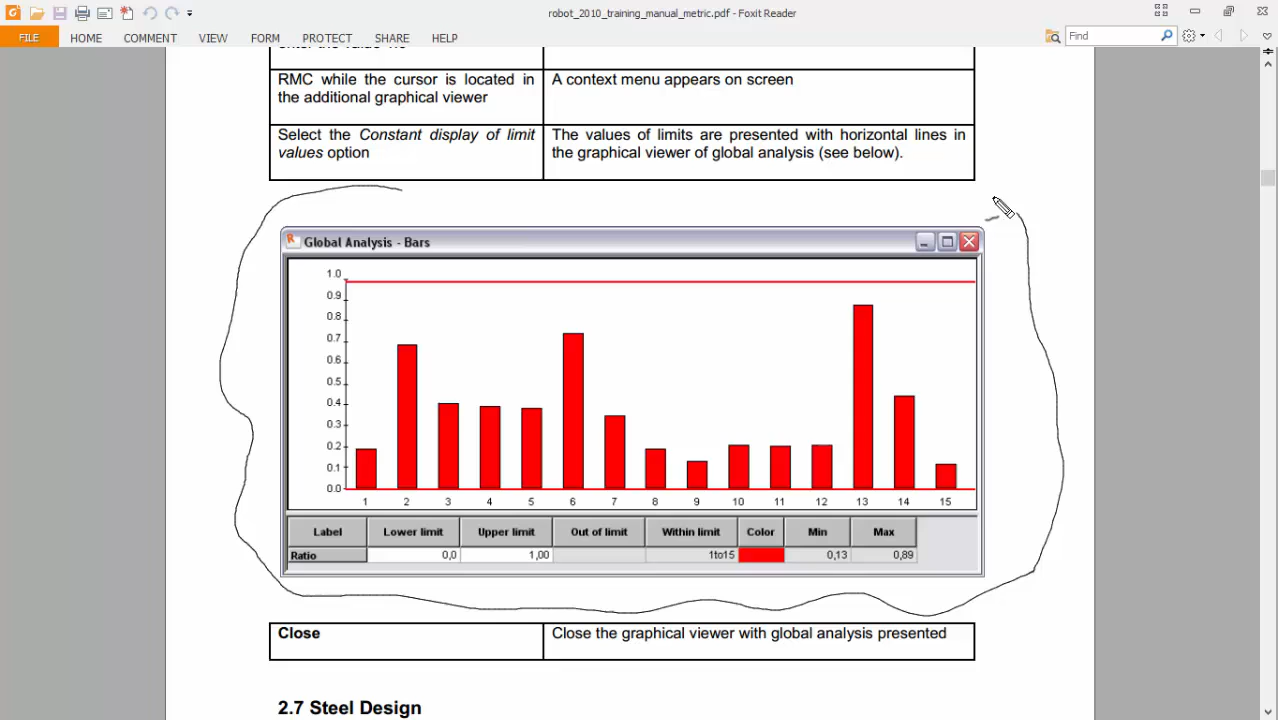 robot_2010_training_manual_metric.pdf - Foxit Reader
FILE HOME COMMENT VIEW FORM PROTECT SHARE HELP Find
RMC while the cursor is located in
the additional graphical viewer
A context menu appears on screen
Select the Constant display of limit
values option
The values of limits are presented with horizontal lines in
the graphical viewer of global analysis (see below).
Global Analysis - Bars
1.0
0.9
0.8
0.7
0.6
0.5
0.4
0.3
0.2
0.1
0.0
1 2 3 4 5 6 7 8 9 10 11 12 13 14 15
Label Lower limit Upper limit Out of limit Within limit Color Min Max
Ratio 0,0 1,00 1to15 0,13 0,89
Close
Close the graphical viewer with global analysis presented
2.7 Steel Design